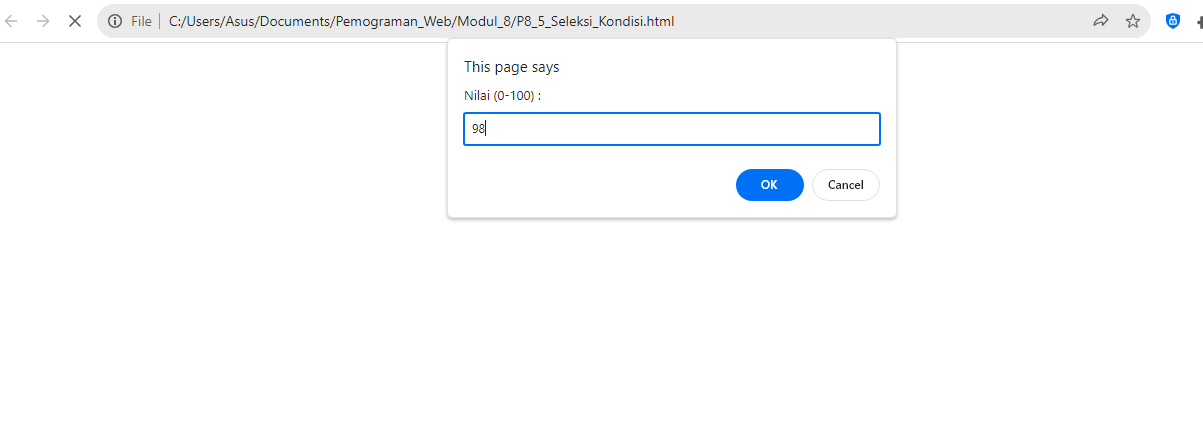 File C:/Users/Asus/Documents/Pemograman_Web/Modul_8/P8_5_Seleksi_Kondisi.html
This page says
Nilai (0-100) :
98
OK Cancel